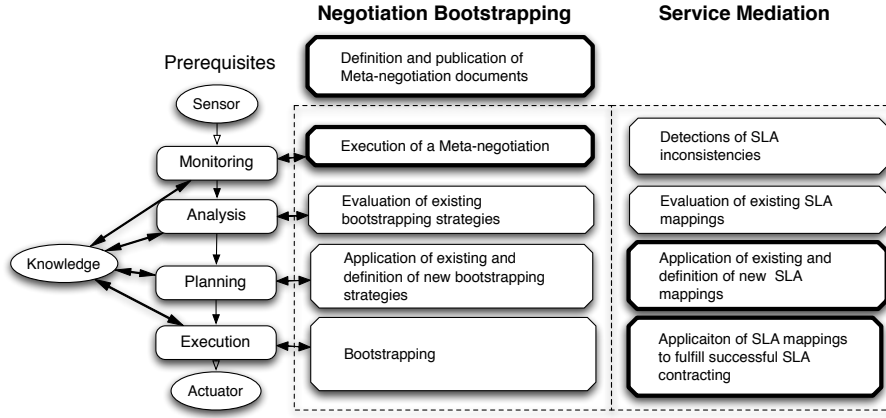 Negotiation Bootstrapping
Service Mediation
Prerequisites
Definition and publication of
Meta-negotiation documents
Sensor
Monitoring
Execution of a Meta-negotiation
Detections of SLA
inconsistencies
Analysis
Evaluation of existing
bootstrapping strategies
Evaluation of existing SLA
mappings
Knowledge
Planning
Application of existing and
definition of new bootstrapping
strategies
Application of existing and
definition of new SLA
mappings
Execution
Bootstrapping
Applicaiton of SLA mappings
to fulfill successful SLA
contracting
Actuator